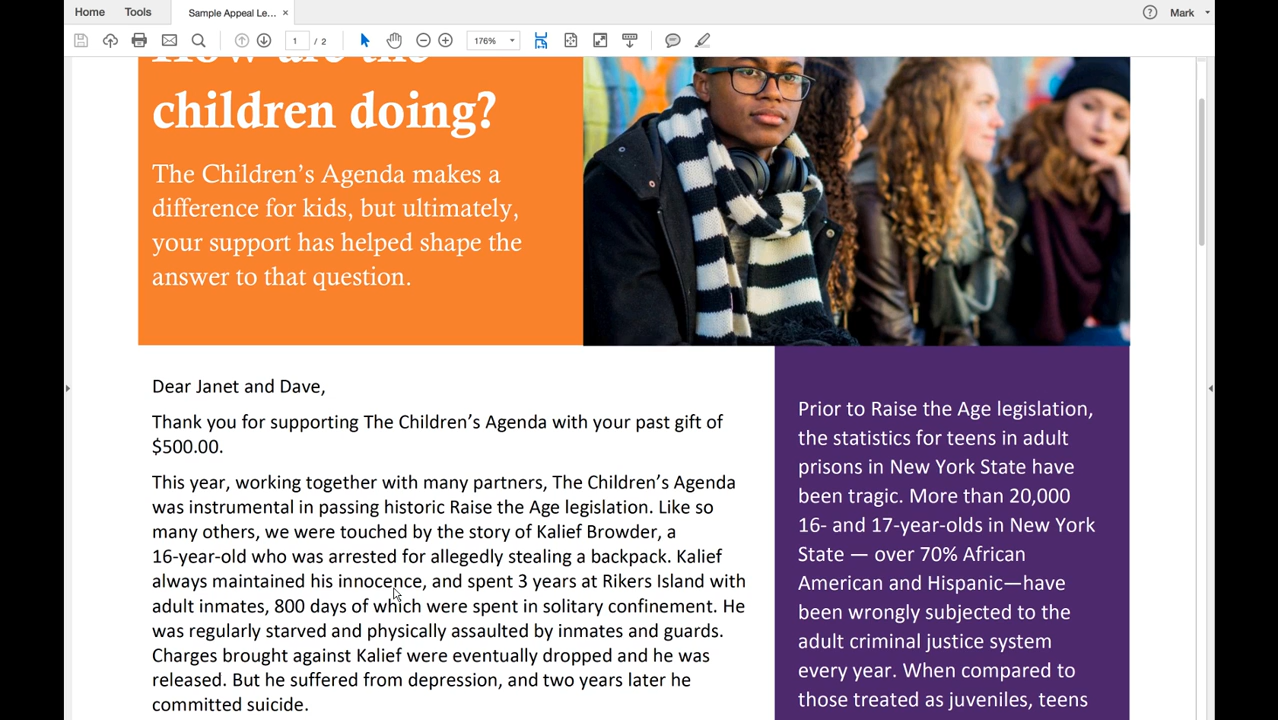 Home Tools Sample Appeal Le... × Mark
1 / 2 176%
How are the
children doing?
The Children's Agenda makes a
difference for kids, but ultimately,
your support has helped shape the
answer to that question.
Dear Janet and Dave,
Thank you for supporting The Children's Agenda with your past gift of
$500.00.
This year, working together with many partners, The Children's Agenda
was instrumental in passing historic Raise the Age legislation. Like so
many others, we were touched by the story of Kalief Browder, a
16-year-old who was arrested for allegedly stealing a backpack. Kalief
always maintained his innocence, and spent 3 years at Rikers Island with
adult inmates, 800 days of which were spent in solitary confinement. He
was regularly starved and physically assaulted by inmates and guards.
Charges brought against Kalief were eventually dropped and he was
released. But he suffered from depression, and two years later he
committed suicide.
Prior to Raise the Age legislation,
the statistics for teens in adult
prisons in New York State have
been tragic. More than 20,000
16- and 17-year-olds in New York
State — over 70% African
American and Hispanic—have
been wrongly subjected to the
adult criminal justice system
every year. When compared to
those treated as juveniles, teens